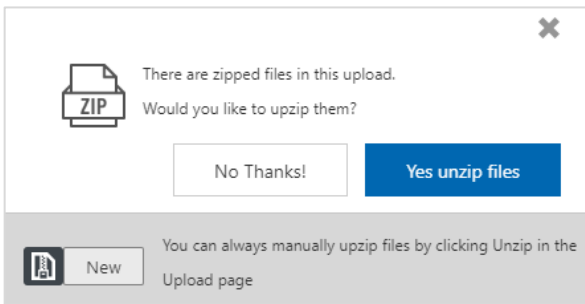 There are zipped files in this upload.
ZIP
Would you like to upzip them?
No Thanks!
Yes unzip files
You can always manually upzip files by clicking Unzip in the
New
Upload page